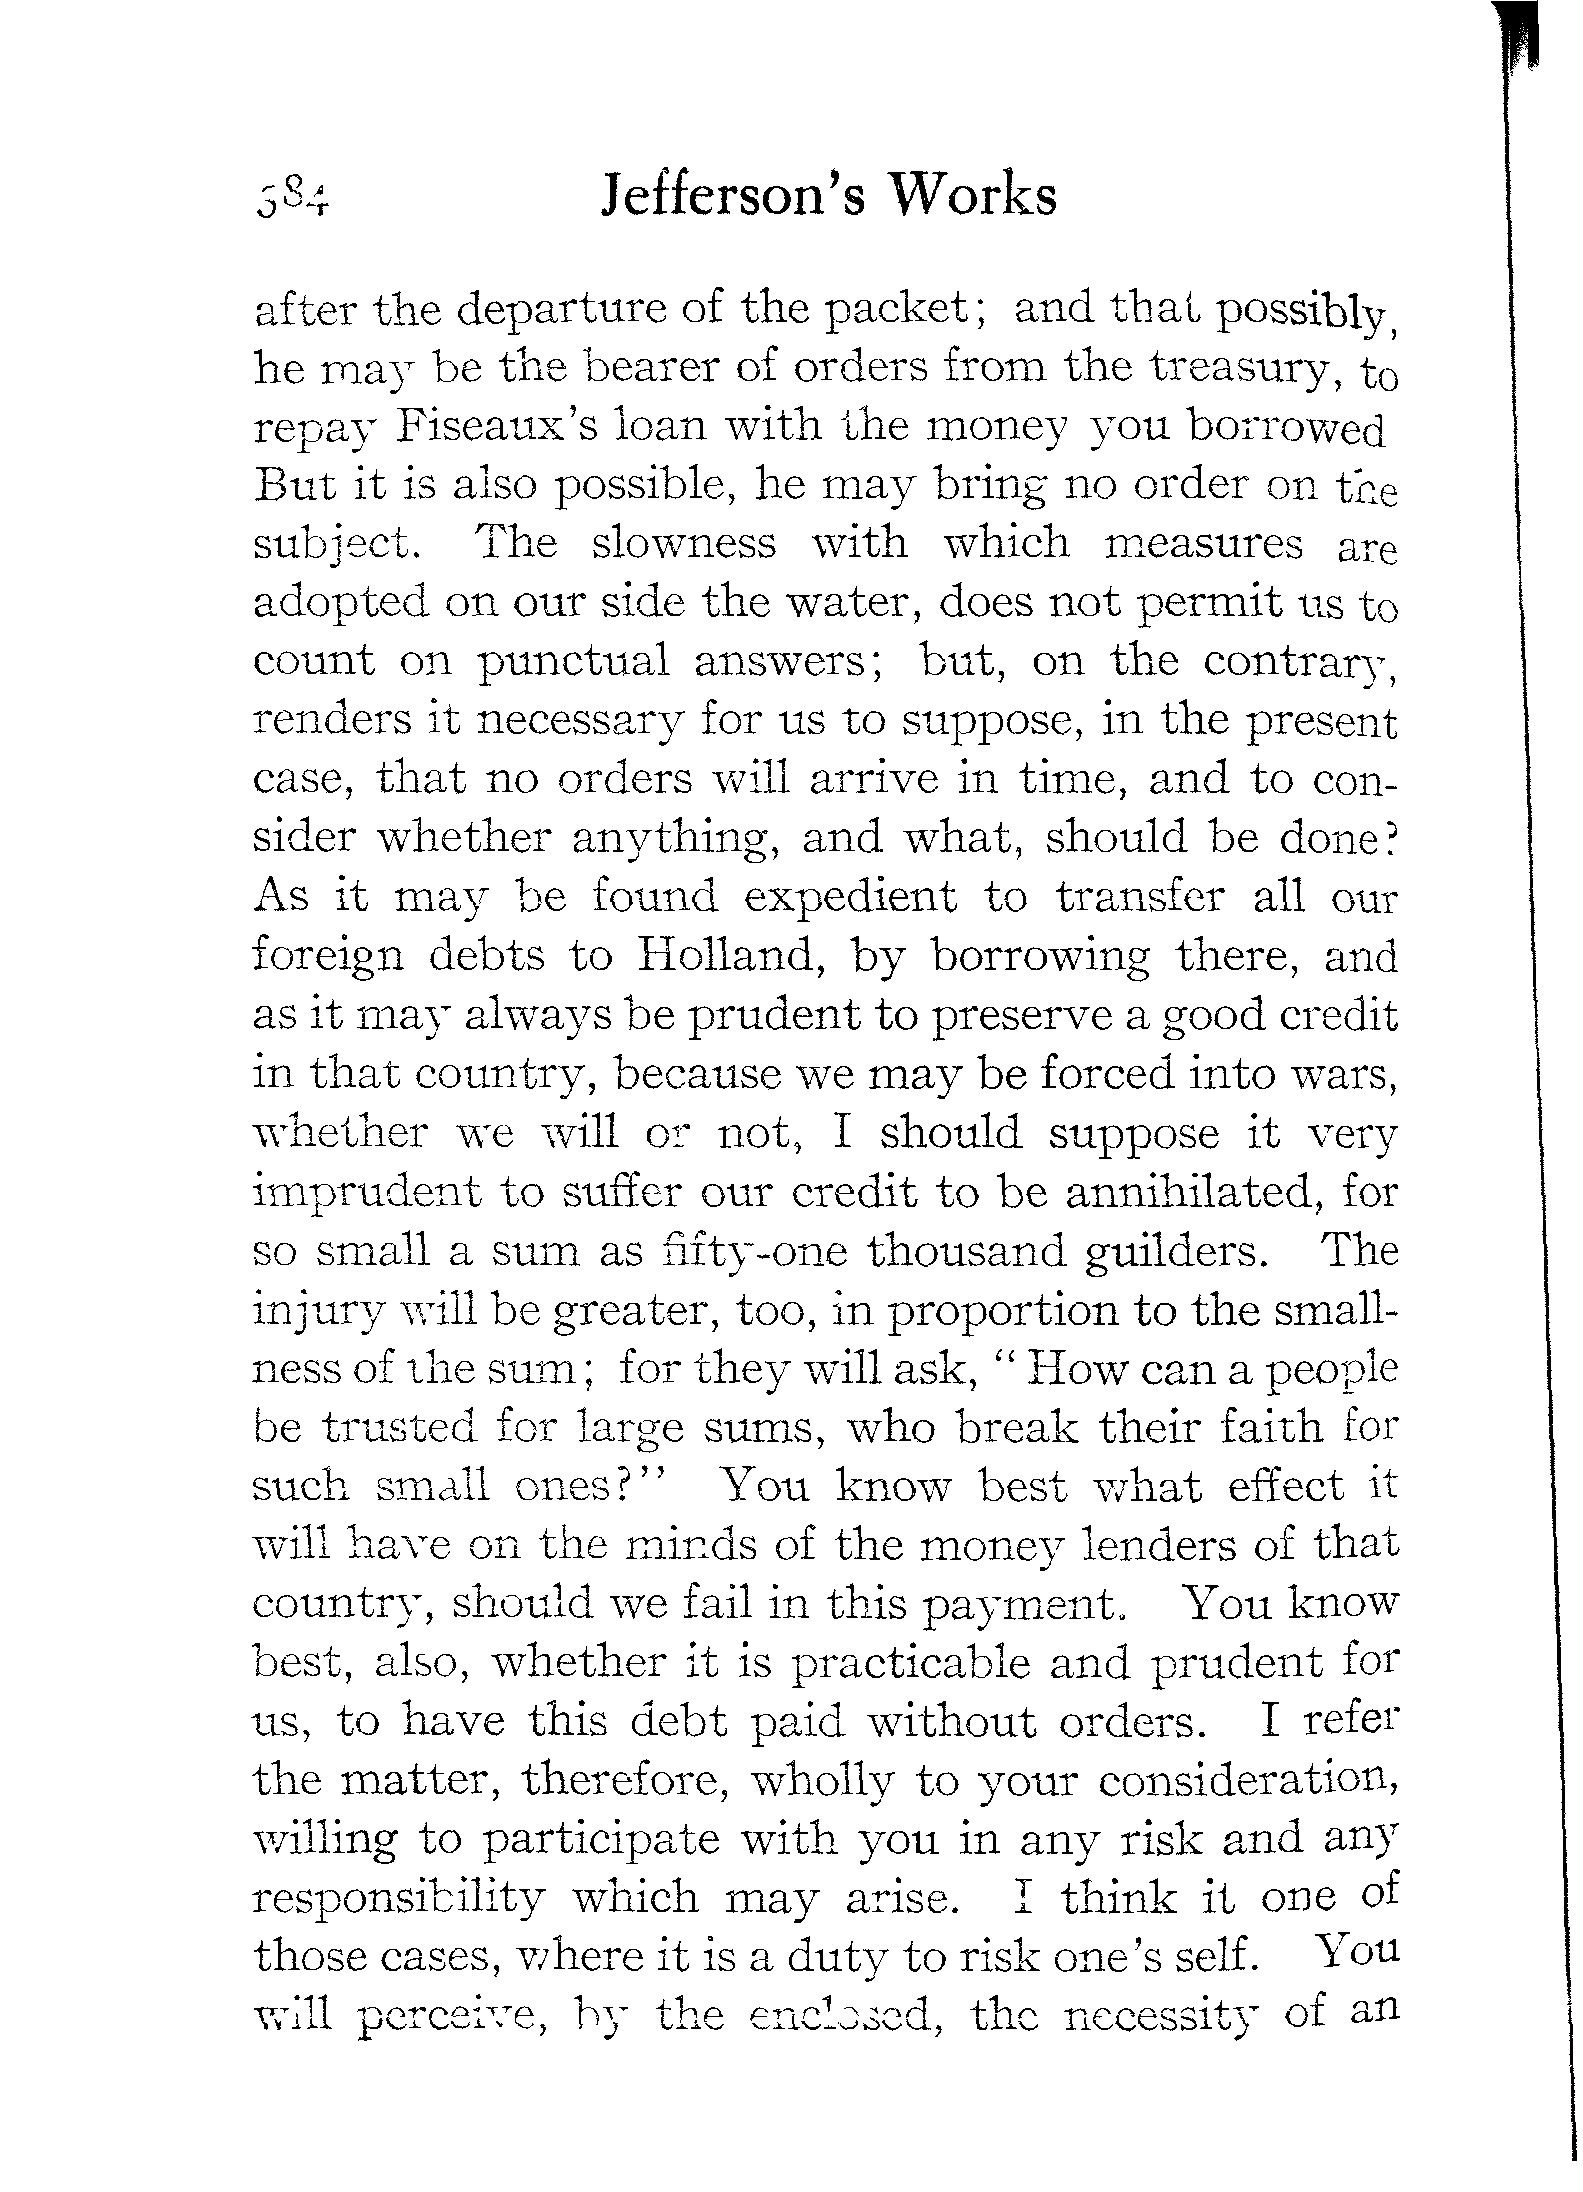 384 Jefferson's Works
after the departure of the packet; and that possibly,
he may be the bearer of orders from the treasury, to
repay Fiseaux's loan with the money you borrowed
But it is also possible, he may bring no order on the
subject. The slowness with which measures are
adopted on our side the water, does not permit us to
count on punctual answers; but, on the contrary,
renders it necessary for us to suppose, in the present
case, that no orders will arrive in time, and to con-
sider whether anything, and what, should be done?
As it may be found expedient to transfer all our
foreign debts to Holland, by borrowing there, and
as it may always be prudent to preserve a good credit
in that country, because we may be forced into wars,
whether we will or not, I should suppose it very
imprudent to suffer our credit to be annihilated, for
so small a sum as fifty-one thousand guilders. The
injury will be greater, too, in proportion to the small-
ness of the sum; for they will ask, "How can a people
be trusted for large sums, who break their faith for
such small ones?" You know best what effect it
will have on the minds of the money lenders of that
country, should we fail in this payment. You know
best, also, whether it is practicable and prudent for
us, to have this debt paid without orders. I refer
the matter, therefore, wholly to your consideration,
willing to participate with you in any risk and any
responsibility which may arise. I think it one of
those cases, where it is a duty to risk one's self. You
will perceive, by the enclosed, the necessity of an